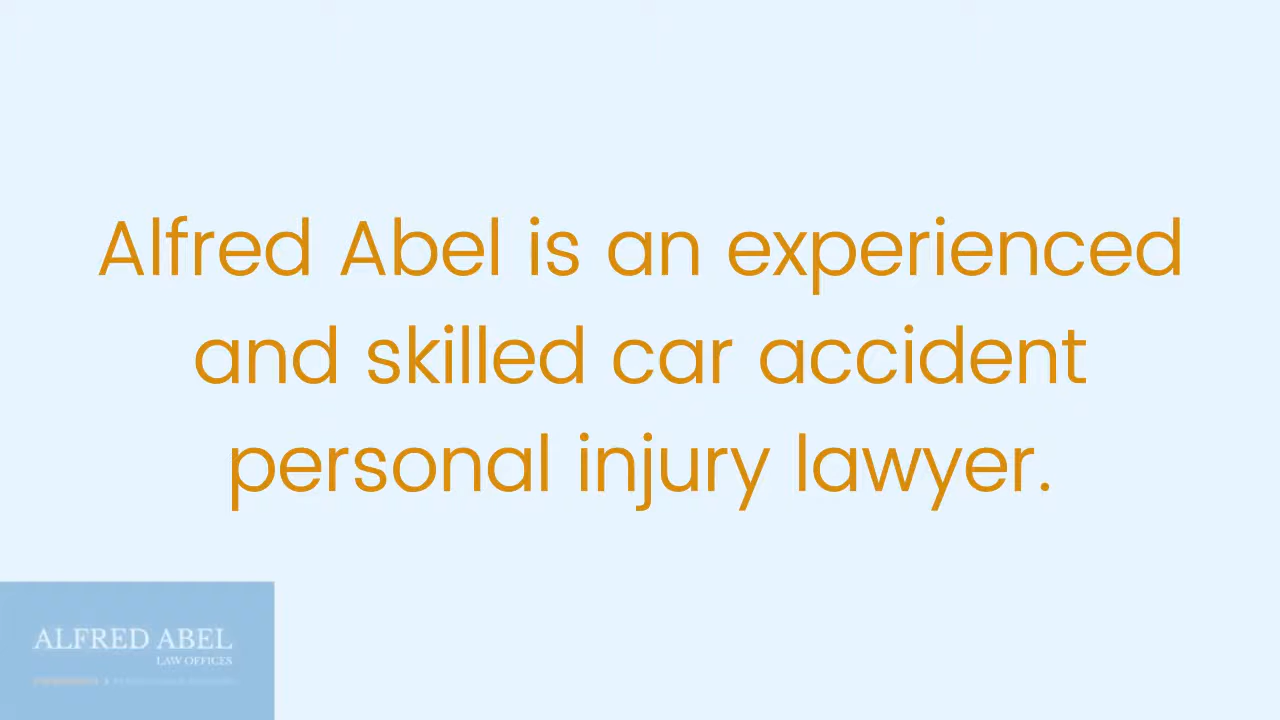 Alfred Abel is an experienced
and skilled car accident
personal injury lawyer.
ALFRED ABEL
LAW OFFICES